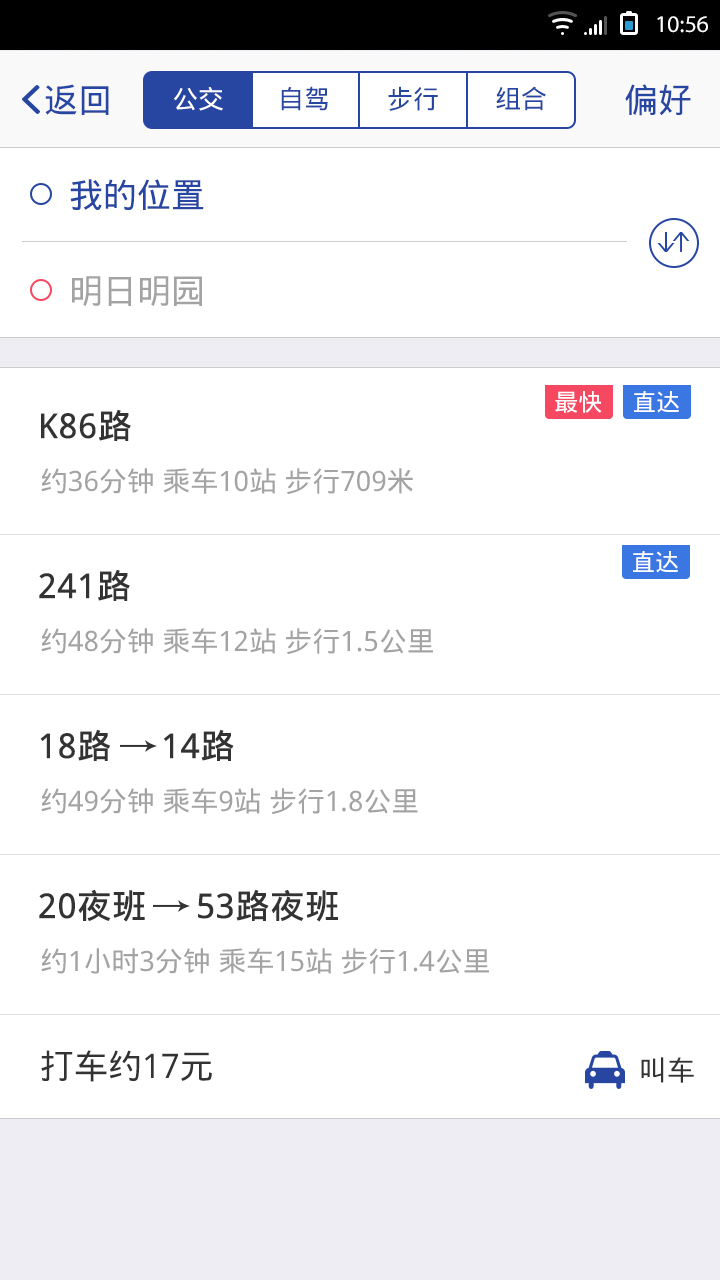 10:56
返回 公交 自驾 步行 组合 偏好
我的位置
明日明园
最快 直达
K86路
约36分钟 乘车10站 步行709米
直达
241路
约48分钟 乘车12站 步行1.5公里
18路→14路
约49分钟 乘车9站 步行1.8公里
20夜班→53路夜班
约1小时3分钟 乘车15站 步行1.4公里
打车约17元 叫车